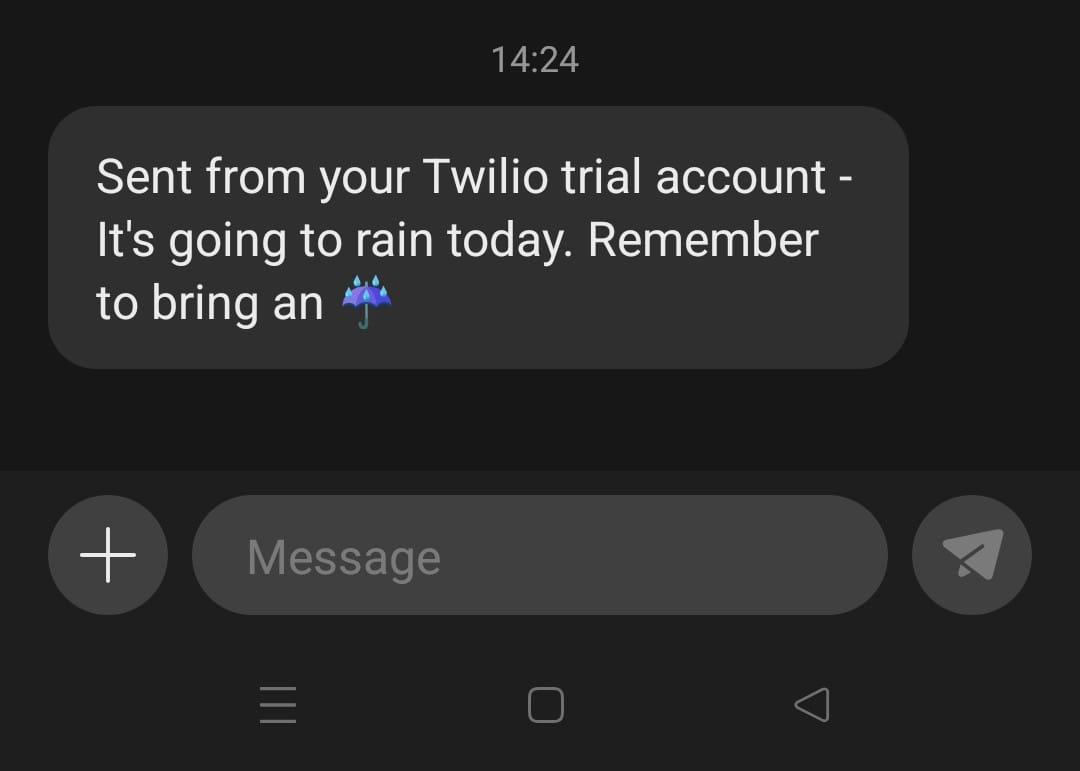 14:24
Sent from your Twilio trial account -
It's going to rain today. Remember
to bring an ☔
Message